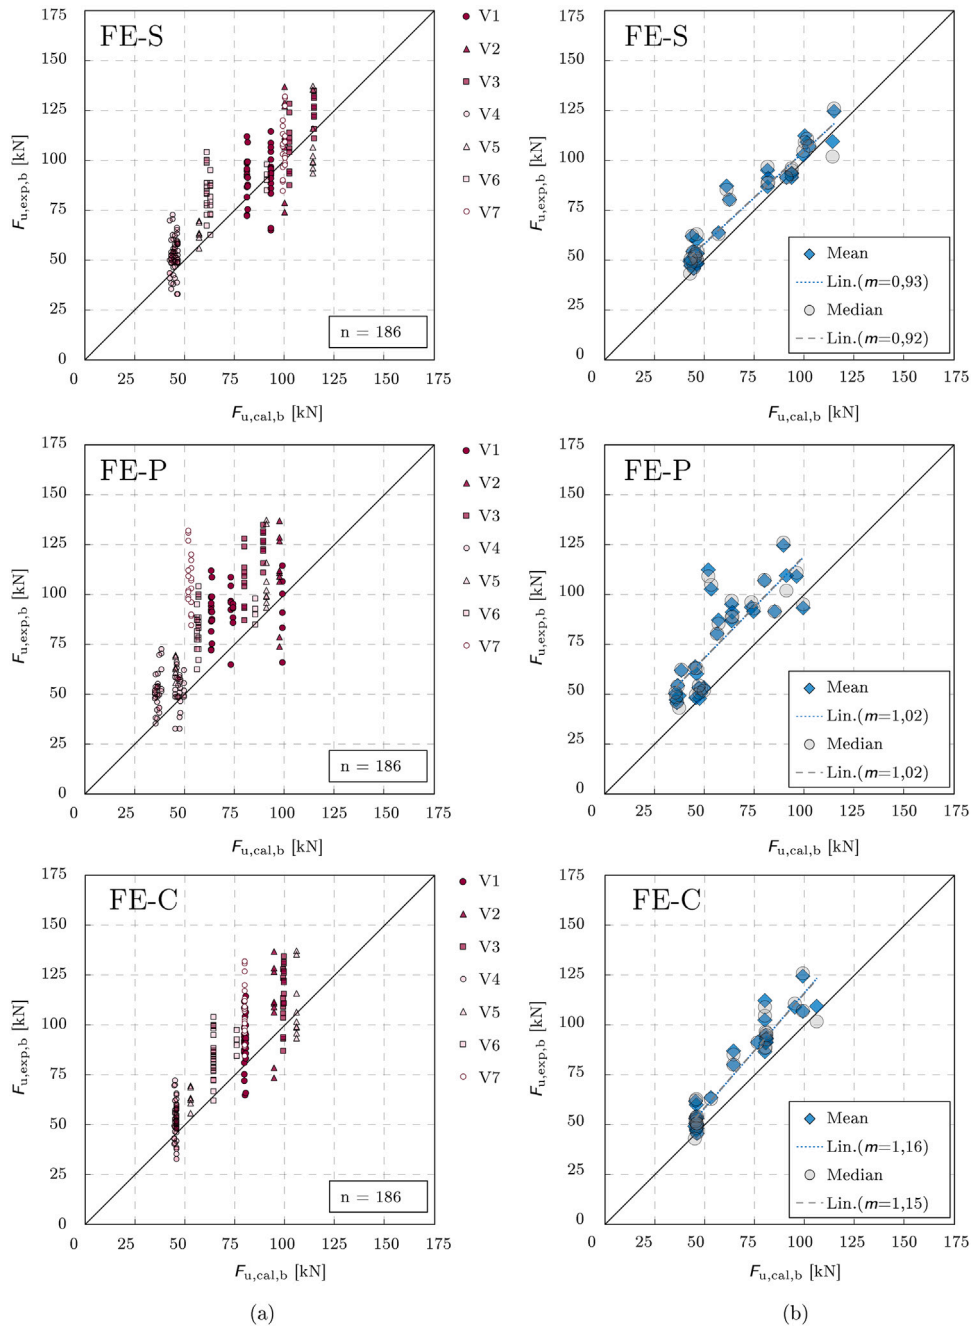 FE-S
175
150
125
100
75
50
25
0
F_u,exp,b [kN]
0 25 50 75 100 125 150 175
F_u,cal,b [kN]
n = 186
V1
V2
V3
V4
V5
V6
V7
FE-S
175
150
125
100
75
50
25
0
F_u,exp,b [kN]
0 25 50 75 100 125 150 175
F_u,cal,b [kN]
Mean
Lin.(m=0,93)
Median
Lin.(m=0,92)
FE-P
175
150
125
100
75
50
25
0
F_u,exp,b [kN]
0 25 50 75 100 125 150 175
F_u,cal,b [kN]
n = 186
V1
V2
V3
V4
V5
V6
V7
FE-P
175
150
125
100
75
50
25
0
F_u,exp,b [kN]
0 25 50 75 100 125 150 175
F_u,cal,b [kN]
Mean
Lin.(m=1,02)
Median
Lin.(m=1,02)
FE-C
175
150
125
100
75
50
25
0
F_u,exp,b [kN]
0 25 50 75 100 125 150 175
F_u,cal,b [kN]
n = 186
V1
V2
V3
V4
V5
V6
V7
FE-C
175
150
125
100
75
50
25
0
F_u,exp,b [kN]
0 25 50 75 100 125 150 175
F_u,cal,b [kN]
Mean
Lin.(m=1,16)
Median
Lin.(m=1,15)
(a)
(b)